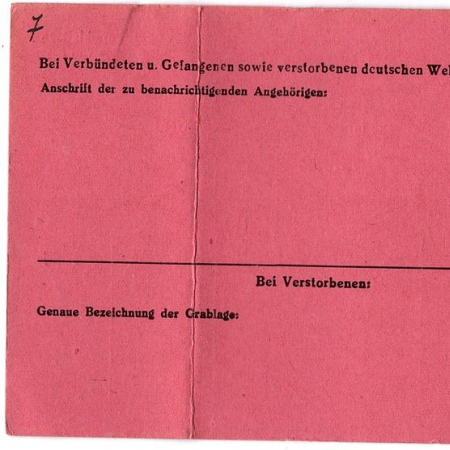 7
Bei Verbündeten u. Gefangenen sowie verstorbenen deutschen
Anschrift der zu benachrichtigenden Angehörigen:
Bei Verstorbenen:
Genaue Bezeichnung der Grablage: